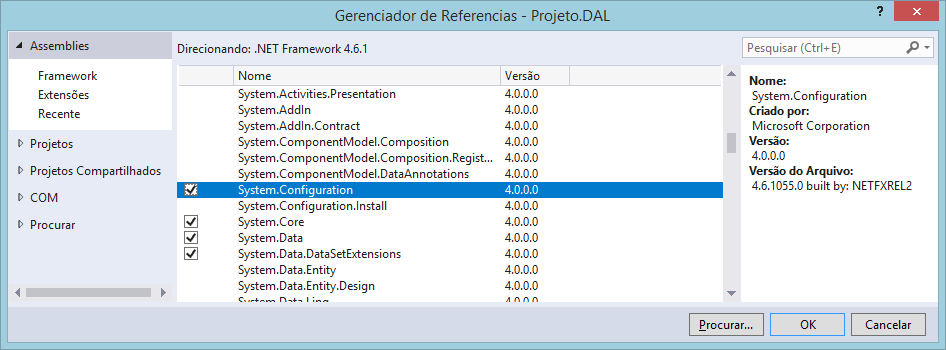 Gerenciador de Referencias - Projeto.DAL
?
Assemblies
Framework
Extensões
Recente
Projetos
Projetos Compartilhados
COM
Procurar
Direcionando: .NET Framework 4.6.1
Nome Versão
System.Activities.Presentation 4.0.0.0
System.AddIn 4.0.0.0
System.AddIn.Contract 4.0.0.0
System.ComponentModel.Composition 4.0.0.0
System.ComponentModel.Composition.Regist... 4.0.0.0
System.ComponentModel.DataAnnotations 4.0.0.0
System.Configuration 4.0.0.0
System.Configuration.Install 4.0.0.0
System.Core 4.0.0.0
System.Data 4.0.0.0
System.Data.DataSetExtensions 4.0.0.0
System.Data.Entity 4.0.0.0
System.Data.Entity.Design 4.0.0.0
System.Data.Linq 4.0.0.0
Pesquisar (Ctrl+E)
Nome:
System.Configuration
Criado por:
Microsoft Corporation
Versão:
4.0.0.0
Versão do Arquivo:
4.6.1055.0 built by: NETFXREL2
Procurar... OK Cancelar